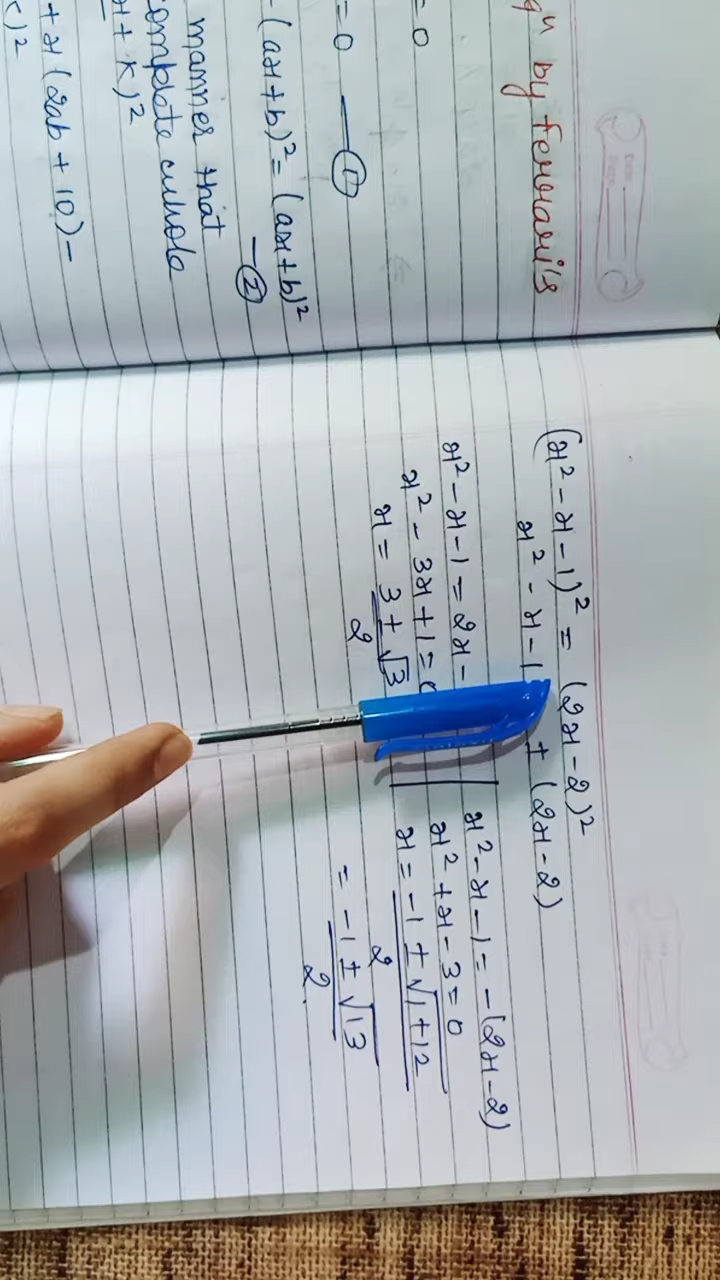 by Ferrari's
= 0
= 0 — ①
- (ax+b)² = (ax+b)²
— ②
manner that
complete whole
x + k)²
+ x (2ab + 10) -
k)²
(x² - x - 1)² = (2x - 2)²
x² - x - 1 ± (2x - 2)
x² - x - 1 = 2x -
x² - 3x + 1 = 0
x = 3 ± √3
2
x² - x - 1 = - (2x - 2)
x² + x - 3 = 0
x = -1 ± √1 + 12
2
= -1 ± √13
2.